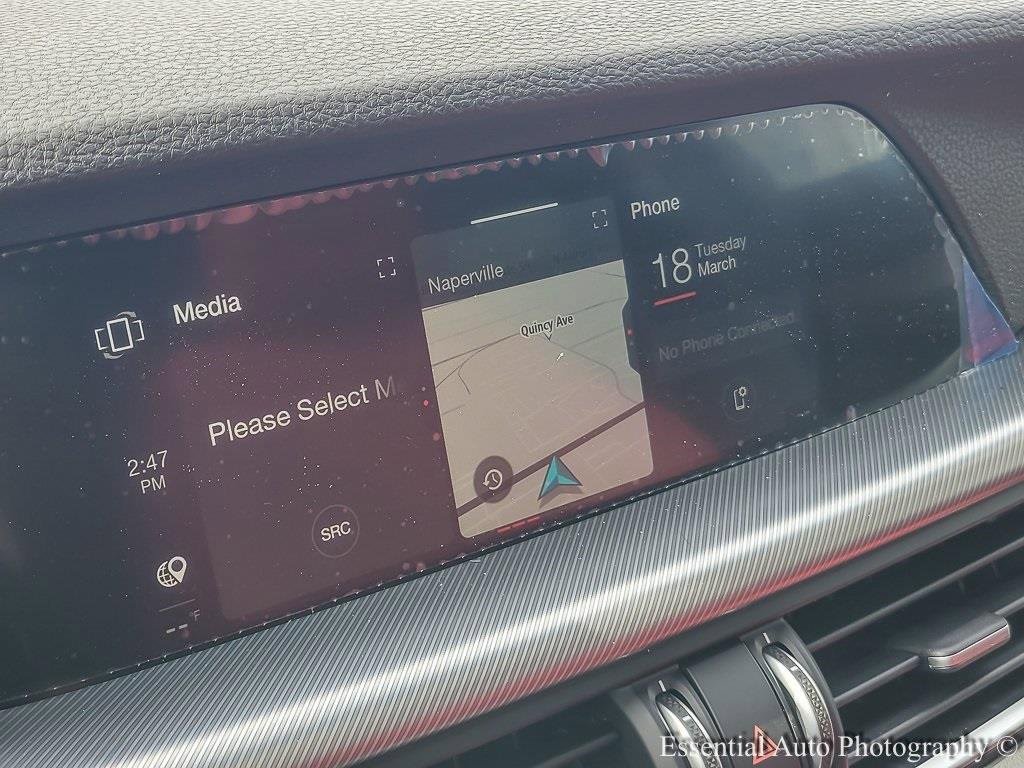 Media
Please Select M
2:47
PM
SRC
F
Naperville
Quincy Ave
Phone
18 Tuesday
March
No Phone Connected
Essential Auto Photography ©